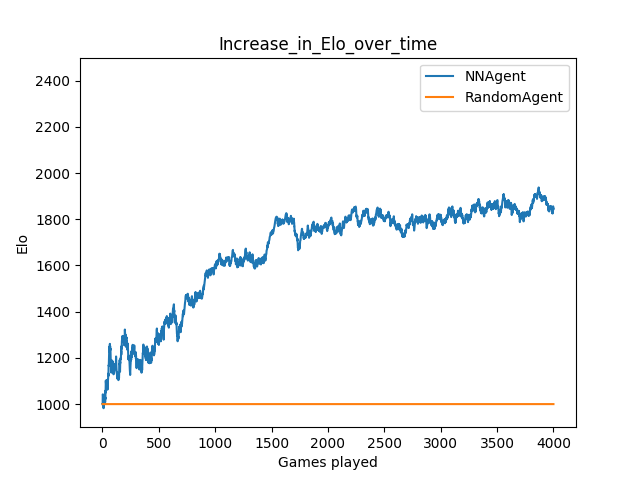 Increase_in_Elo_over_time
NNAgent
RandomAgent
2400
2200
2000
1800
1600
1400
1200
1000
Elo
0 500 1000 1500 2000 2500 3000 3500 4000
Games played